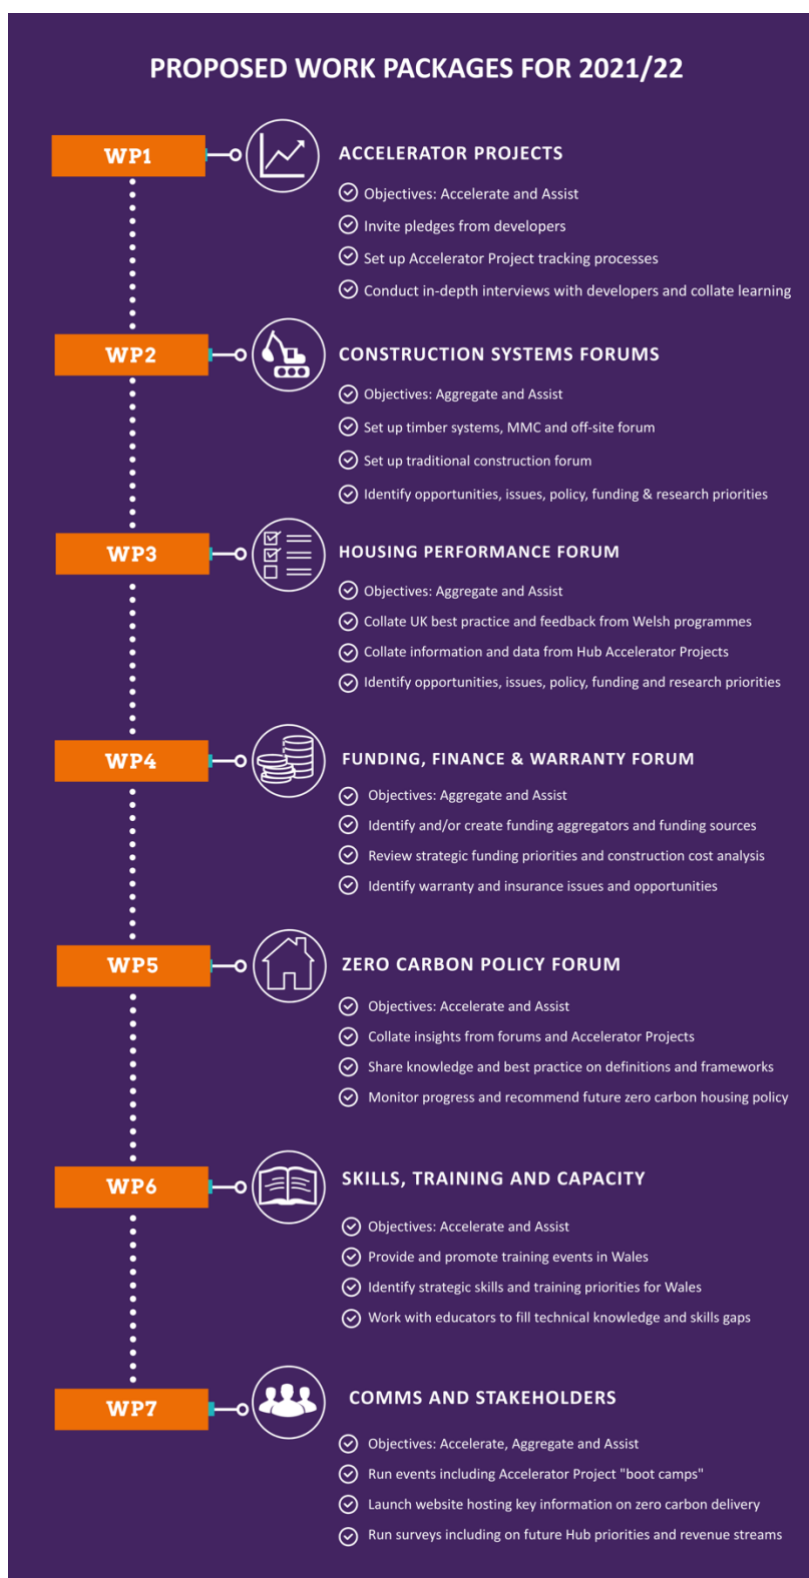 PROPOSED WORK PACKAGES FOR 2021/22
WP1
ACCELERATOR PROJECTS
Objectives: Accelerate and Assist
Invite pledges from developers
Set up Accelerator Project tracking processes
Conduct in-depth interviews with developers and collate learning
WP2
CONSTRUCTION SYSTEMS FORUMS
Objectives: Aggregate and Assist
Set up timber systems, MMC and off-site forum
Set up traditional construction forum
Identify opportunities, issues, policy, funding & research priorities
WP3
HOUSING PERFORMANCE FORUM
Objectives: Aggregate and Assist
Collate UK best practice and feedback from Welsh programmes
Collate information and data from Hub Accelerator Projects
Identify opportunities, issues, policy, funding and research priorities
WP4
FUNDING, FINANCE & WARRANTY FORUM
Objectives: Aggregate and Assist
Identify and/or create funding aggregators and funding sources
Review strategic funding priorities and construction cost analysis
Identify warranty and insurance issues and opportunities
WP5
ZERO CARBON POLICY FORUM
Objectives: Accelerate and Assist
Collate insights from forums and Accelerator Projects
Share knowledge and best practice on definitions and frameworks
Monitor progress and recommend future zero carbon housing policy
WP6
SKILLS, TRAINING AND CAPACITY
Objectives: Accelerate and Assist
Provide and promote training events in Wales
Identify strategic skills and training priorities for Wales
Work with educators to fill technical knowledge and skills gaps
WP7
COMMS AND STAKEHOLDERS
Objectives: Accelerate, Aggregate and Assist
Run events including Accelerator Project "boot camps"
Launch website hosting key information on zero carbon delivery
Run surveys including on future Hub priorities and revenue streams